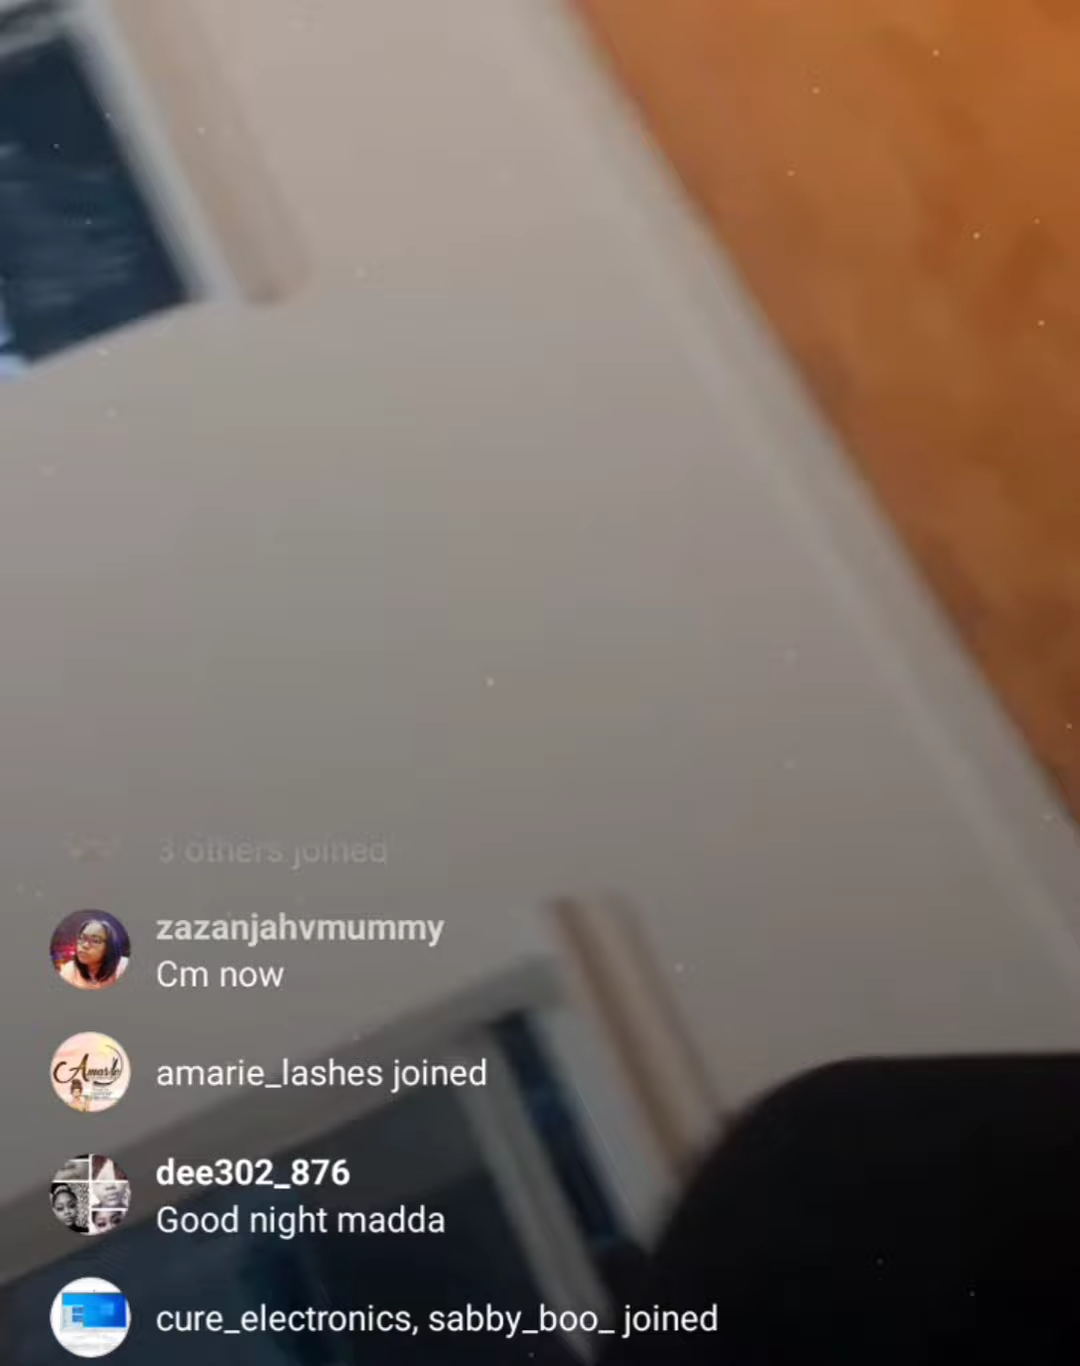 3 others joined
zazanjahvmummy
Cm now
amarie_lashes joined
dee302_876
Good night madda
cure_electronics, sabby_boo_ joined